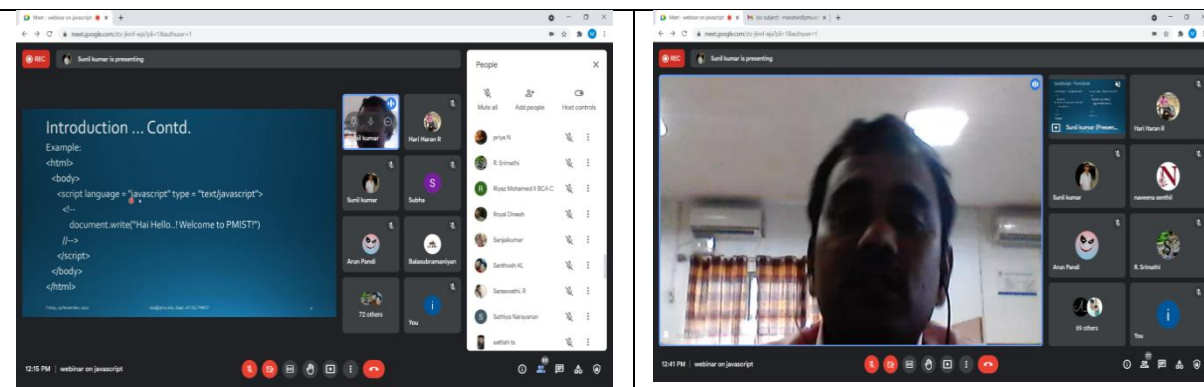 Meet - webinar on javascript
meet.google.com/
REC
Sunil kumar is presenting
Introduction ... Contd.
Example:
<html>
<body>
<script language = "javascript" type = "text/javascript">
<!--
document.write("Hai Hello..! Welcome to PMIST!")
//-->
</script>
</body>
</html>
Hari Haran R
Sunil kumar
Subha
Arun Pandi
Balasubramaniyan
72 others
You
People
Mute all
Add people
Host controls
priya N
R. Srimathi
Riyaz Mohamed II BCA C
Royal Dinesh
Sanjaikumar
Santhosh KL
Saraswathi. R
Sathiya Narayanan
sathish ts
12:15 PM | webinar on javascript
Meet - webinar on javascript
meet.google.com/
REC
Sunil kumar is presenting
Sunil kumar (Presen...
Hari Haran R
Sunil kumar
naveena senthil
Arun Pandi
R. Srimathi
69 others
You
12:41 PM | webinar on javascript